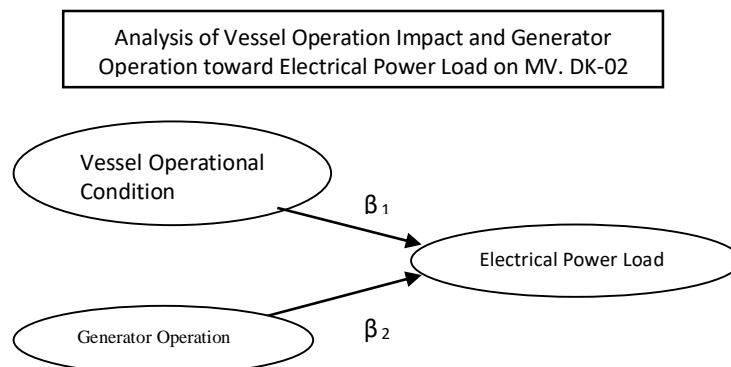 Analysis of Vessel Operation Impact and Generator
Operation toward Electrical Power Load on MV. DK-02
Vessel Operational
Condition
β 1
Electrical Power Load
Generator Operation
β 2